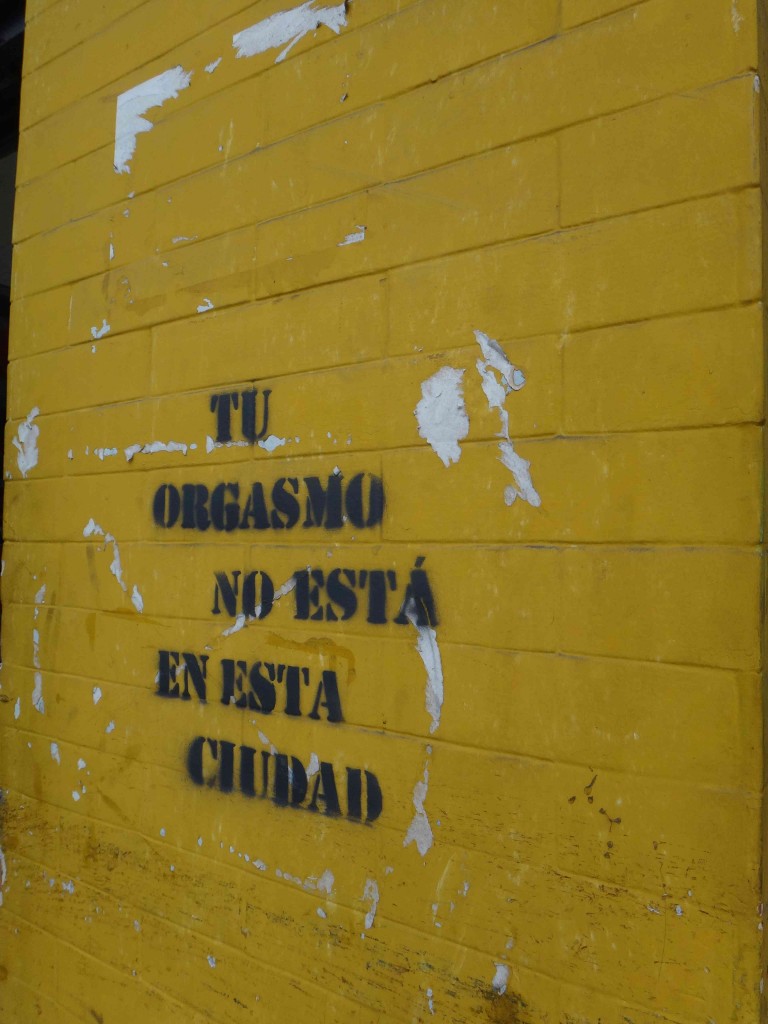 TU
ORGASMO
NO ESTÁ
EN ESTA
CIUDAD